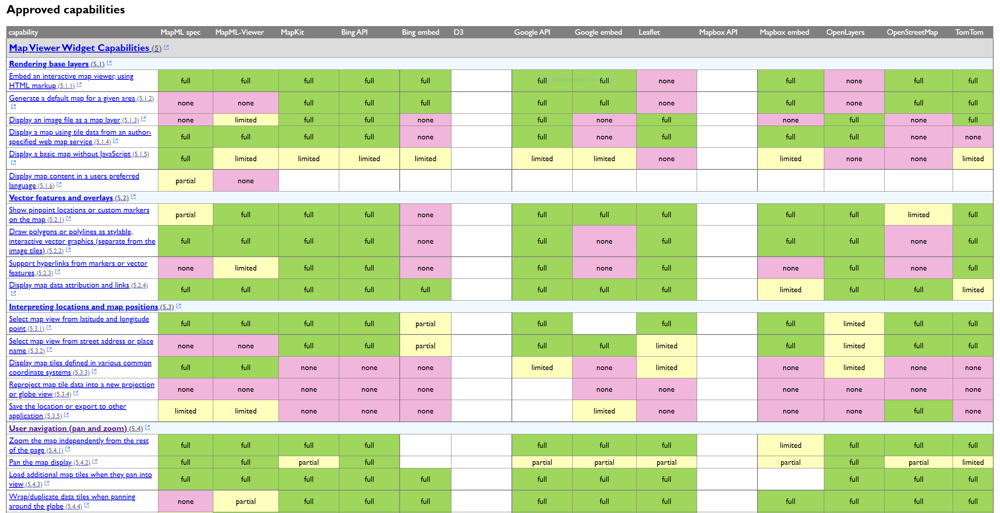 Approved capabilities
capability MapML spec MapML-Viewer MapKit Bing API Bing embed D3 Google API Google embed Leaflet Mapbox API Mapbox embed OpenLayers OpenStreetMap TomTom
Map Viewer Widget Capabilities (5)
Rendering base layers (5.1)
Embed an interactive map viewer, using
HTML markup (5.1.1)
full full full full full full Rectangular Snip full none full none full full
Generate a default map for a given area (5.1.2)
none none full full full full full none full none full full
Display an image file as a map layer (5.1.3) none limited full full none full none full none full none full
Display a map using tile data from an author-
specified web map service (5.1.4)
full full full full none full none full full full none none
Display a basic map without JavaScript (5.1.5)
full limited limited limited limited limited limited none limited none none limited
Display map content in a users preferred
language (5.1.6)
partial none
Vector features and overlays (5.2)
Show pinpoint locations or custom markers
on the map (5.2.1)
partial full full full none full full full full full limited full
Draw polygons or polylines as stylable,
interactive vector graphics (separate from the
image tiles) (5.2.2)
full full full full none full none full full full none full
Support hyperlinks from markers or vector
features (5.2.3)
none limited full full none full none full none full none full
Display map data attribution and links (5.2.4)
full full full full full full full full limited full full limited
Interpreting locations and map positions (5.3)
Select map view from latitude and longitude
point (5.3.1)
full full full full partial full full full limited full full
Select map view from street address or place
name (5.3.2)
none none full full partial full full limited full limited full full
Display map tiles defined in various common
coordinate systems (5.3.3)
full full none none none limited none limited none limited none none
Reproject map tile data into a new projection
or globe view (5.3.4)
none none none none none none none none none none none
Save the location or export to other
application (5.3.5)
limited limited none none none limited none none none full none
User navigation (pan and zoom) (5.4)
Zoom the map independently from the rest
of the page (5.4.1)
full full full full full full full limited full full full
Pan the map display (5.4.2) full full partial full partial partial partial partial full partial limited
Load additional map tiles when they pan into
view (5.4.3)
full full full full full full full full full full full
Wrap/duplicate data tiles when panning
around the globe (5.4.4)
none partial full full full full full full full full full full